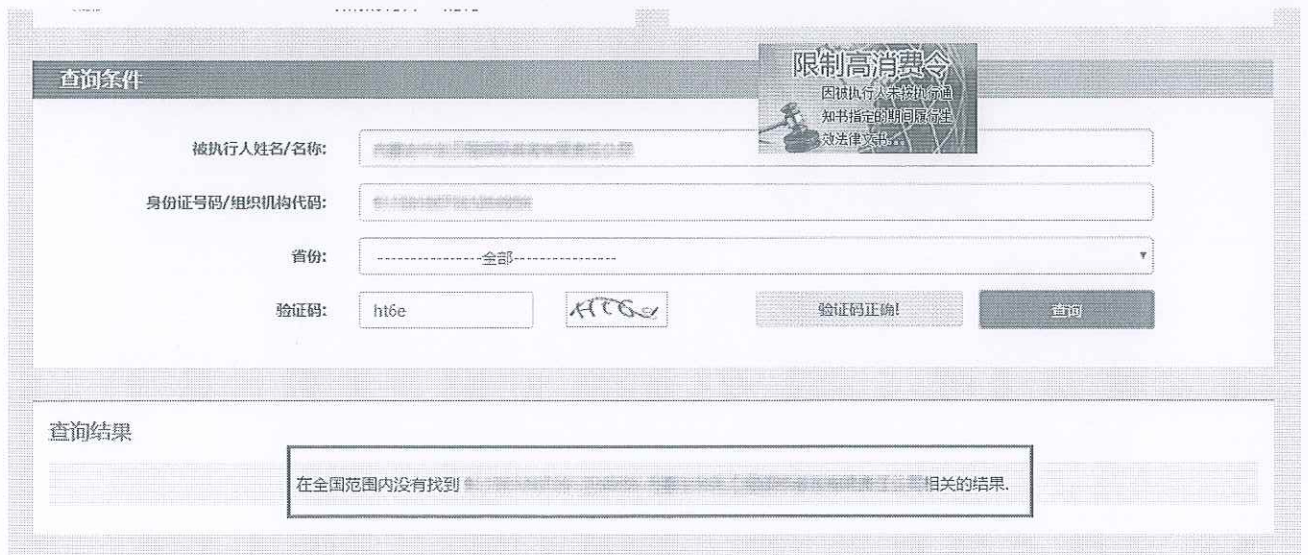 查询条件
限制高消费令
因被执行人未按执行通
知书指定的期间履行生
效法律文书...
被执行人姓名/名称:
身份证号码/组织机构代码:
省份:
-----------------全部-----------------
验证码:
ht6e
验证码正确!
查询
查询结果
在全国范围内没有找到
相关的结果.